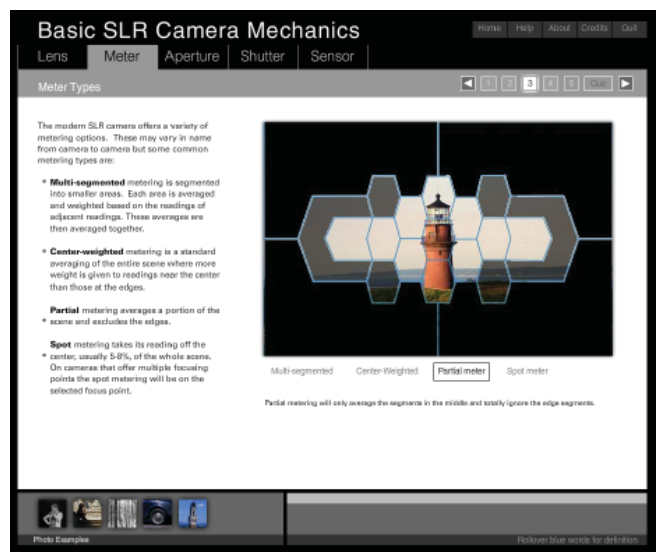 Basic SLR Camera Mechanics
Home Help About Credits Quit
Lens Meter Aperture Shutter Sensor
Meter Types
1 2 3 4 5 Quiz
The modern SLR camera offers a variety of
metering options. These may vary in name
from camera to camera but some common
metering types are:
Multi-segmented metering is segmented
into smaller areas. Each area is averaged
and weighted based on the readings of
adjacent readings. These averages are
then averaged together.
Center-weighted metering is a standard
averaging of the entire scene where more
weight is given to readings near the center
than those at the edges.
Partial metering averages a portion of the
scene and excludes the edges.
Spot metering takes its reading off the
center, usually 5-8%, of the whole scene.
On cameras that offer multiple focusing
points the spot metering will be on the
selected focus point.
Multi-segmented Center-Weighted Partial meter Spot meter
Partial metering will only average the segments in the middle and totally ignore the edge segments.
Photo Examples
Rollover blue words for definition